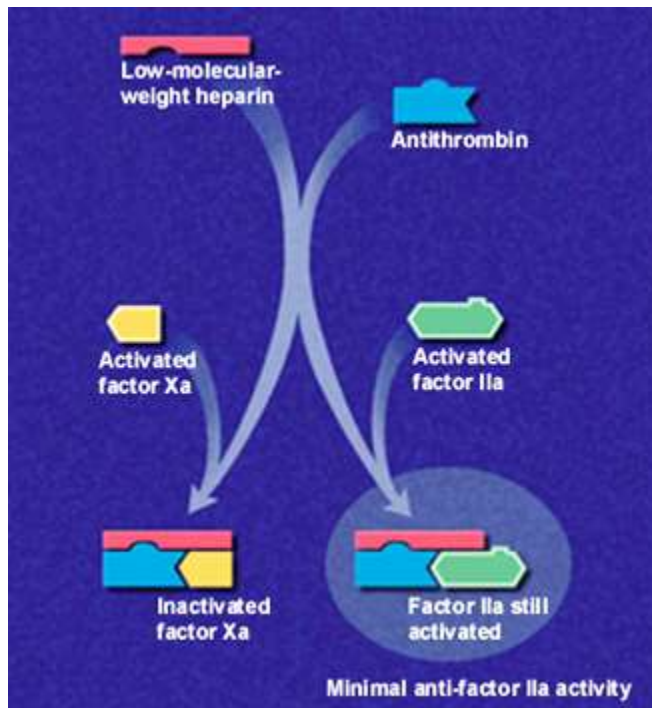 Low-molecular-
weight heparin
Antithrombin
Activated
factor Xa
Activated
factor IIa
Inactivated
factor Xa
Factor IIa still
activated
Minimal anti-factor IIa activity